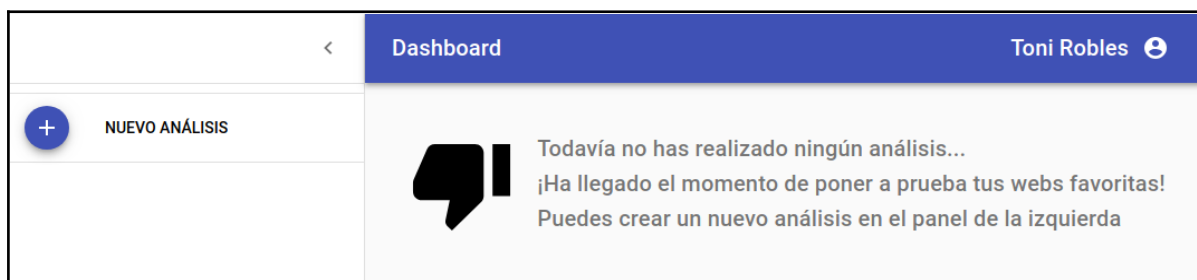 Dashboard
Toni Robles
NUEVO ANÁLISIS
Todavía no has realizado ningún análisis...
¡Ha llegado el momento de poner a prueba tus webs favoritas!
Puedes crear un nuevo análisis en el panel de la izquierda